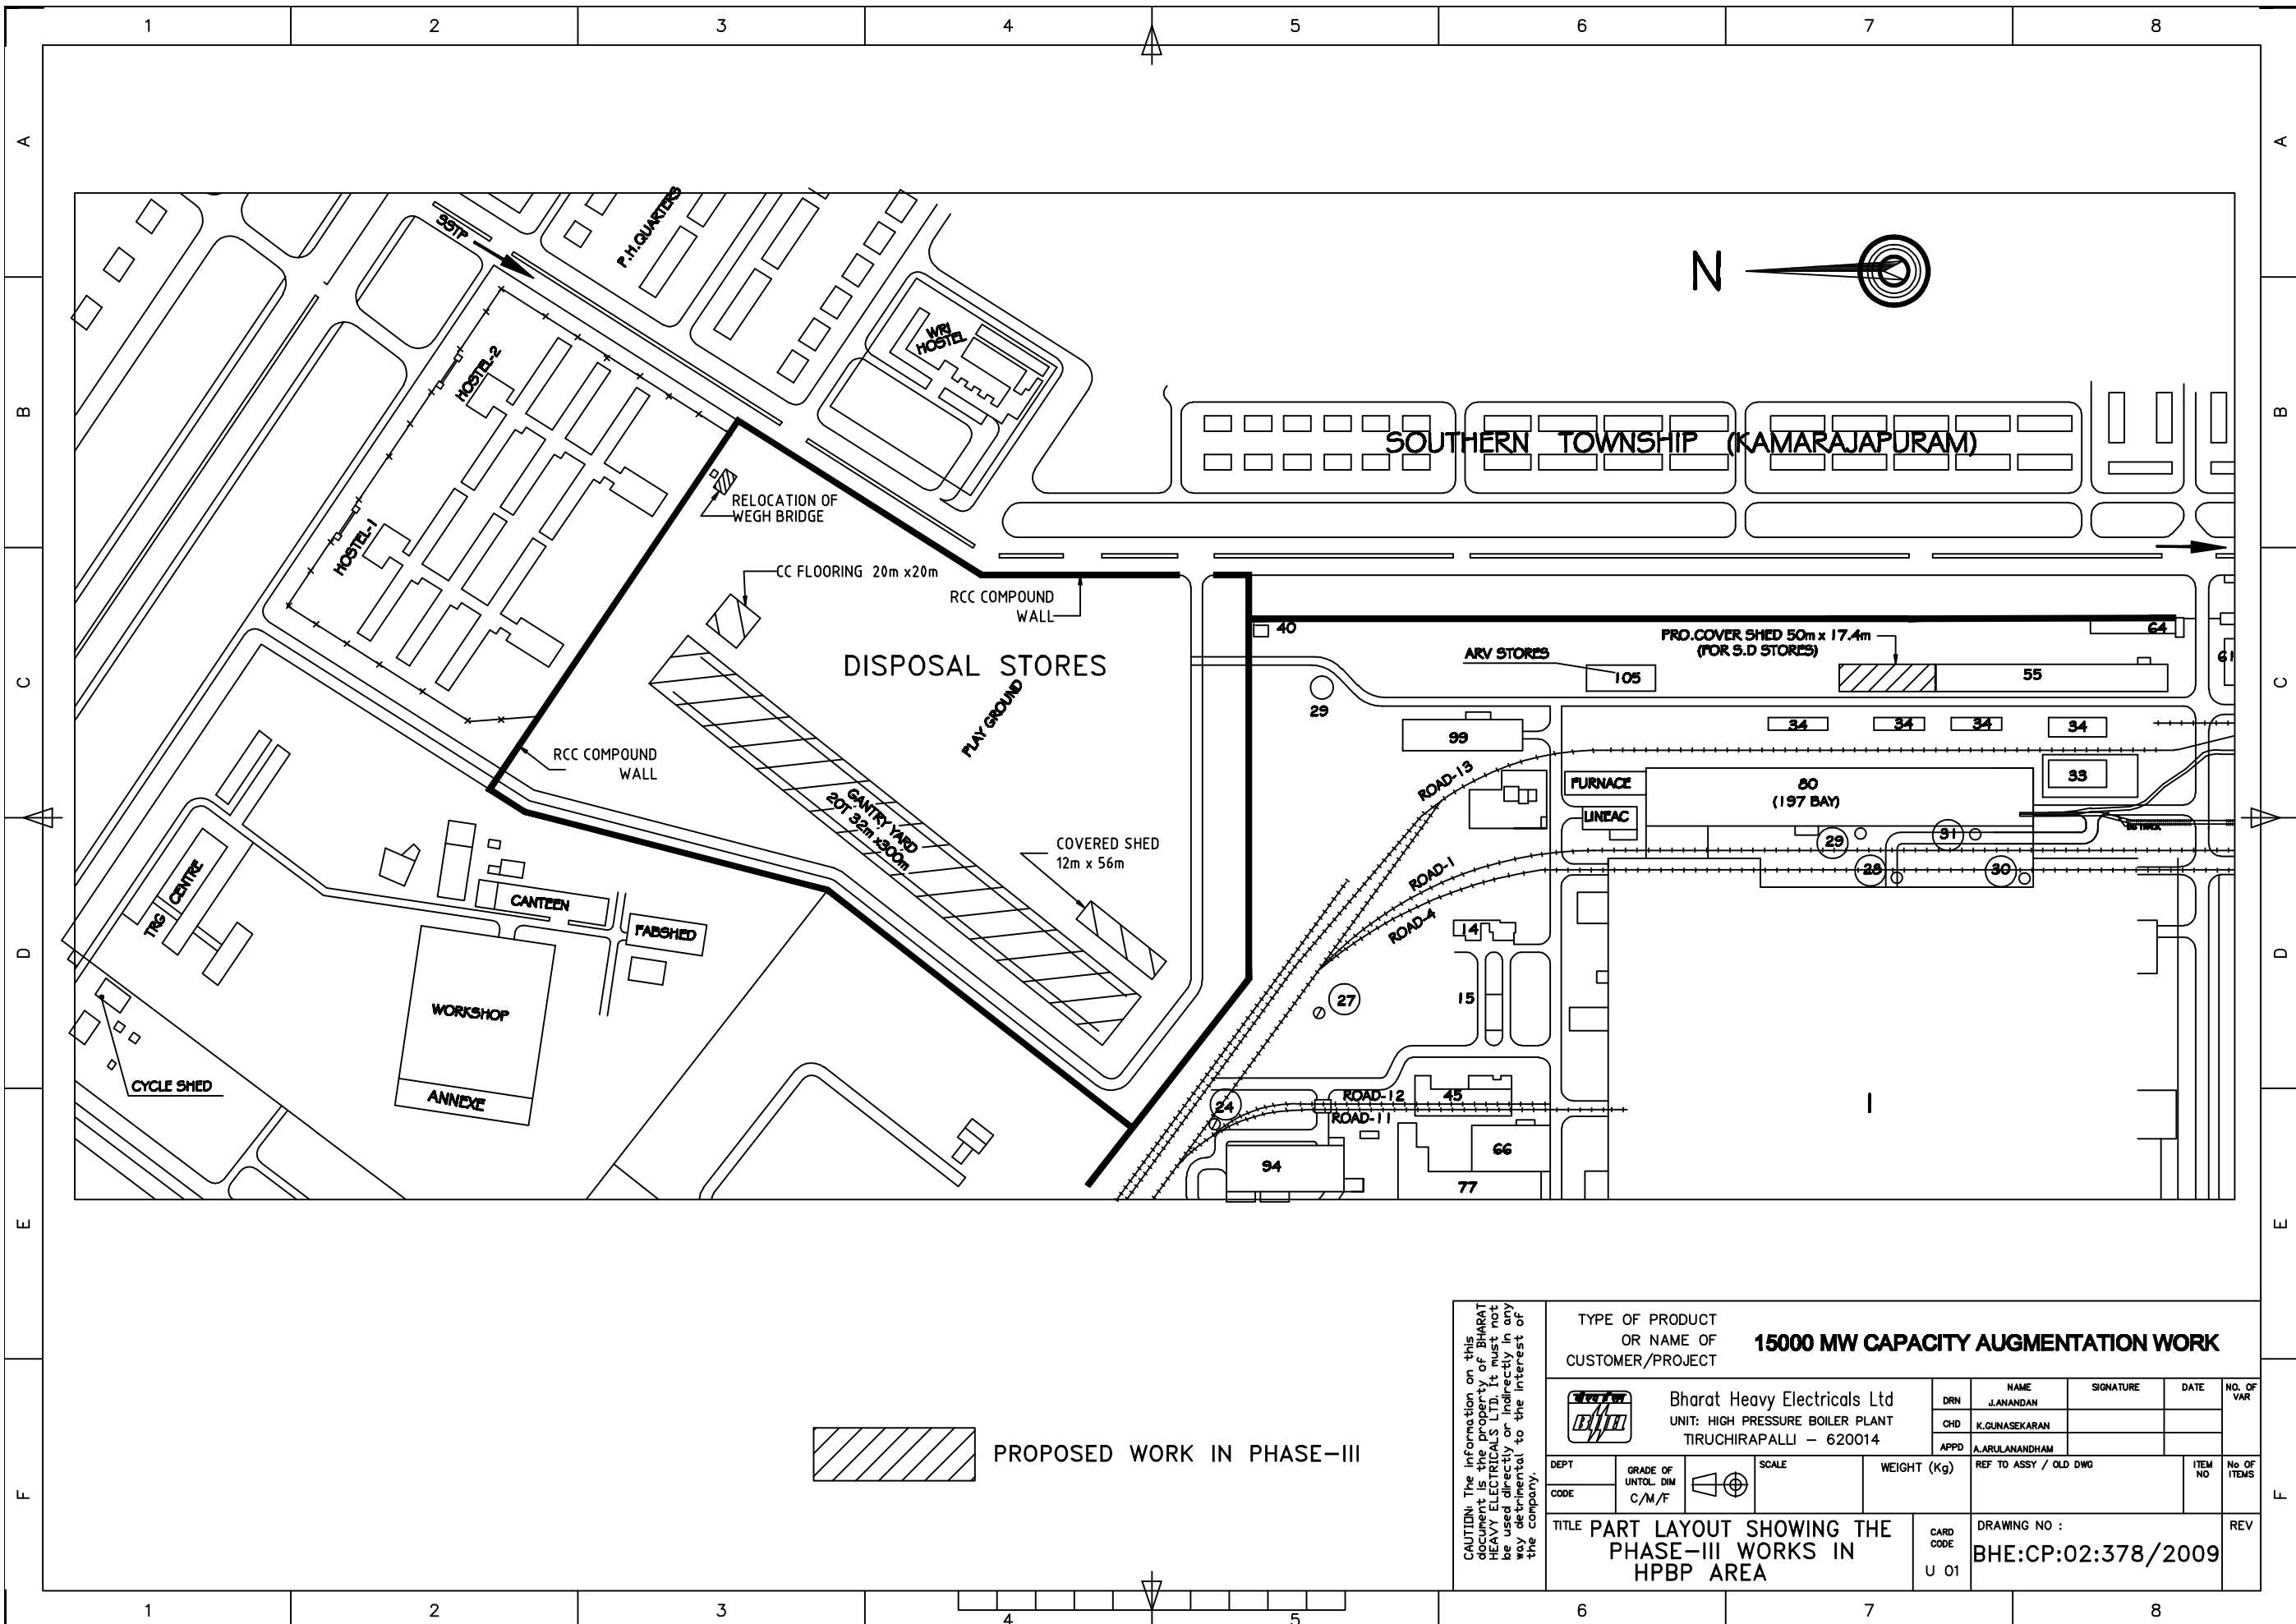 1 2 3 4 5 6 7 8
A A
B B
C C
D D
E E
F F
SSTP
P.H.QUARTERS
WRI
HOSTEL
N
HOSTEL-2
HOSTEL-1
SOUTHERN TOWNSHIP (KAMARAJAPURAM)
RELOCATION OF
WEGH BRIDGE
CC FLOORING 20m x20m
RCC COMPOUND
WALL
DISPOSAL STORES
PLAY GROUND
RCC COMPOUND
WALL
GANTRY YARD
20T 32m x300m
COVERED SHED
12m x 56m
40
PRO.COVER SHED 50m x 17.4m
(FOR S.D STORES)
64
61
ARV STORES
105
55
29
99
34
34
34
34
33
ROAD-13
FURNACE
80
(197 BAY)
LINEAC
29
31
28
30
ROAD-1
ROAD-4
14
15
27
24
ROAD-12
ROAD-11
45
66
94
77
1
TRG CENTRE
CANTEEN
FABSHED
WORKSHOP
ANNEXE
CYCLE SHED
PROPOSED WORK IN PHASE-III
CAUTION: The information on this
document is the property of BHARAT
HEAVY ELECTRICALS LTD. It must not
be used directly or indirectly in any
way detrimental to the interest of
the company.
TYPE OF PRODUCT
OR NAME OF
CUSTOMER/PROJECT
15000 MW CAPACITY AUGMENTATION WORK
Bharat Heavy Electricals Ltd
UNIT: HIGH PRESSURE BOILER PLANT
TIRUCHIRAPALLI - 620014
NAME SIGNATURE DATE NO. OF
VAR
DRN J.ANANDAN
CHD K.GUNASEKARAN
APPD A.ARULANANDHAM
DEPT
CODE
GRADE OF
UNTOL. DIM
C/M/F
SCALE
WEIGHT (Kg)
REF TO ASSY / OLD DWG
ITEM
NO
No OF
ITEMS
TITLE PART LAYOUT SHOWING THE
PHASE-III WORKS IN
HPBP AREA
CARD
CODE
U 01
DRAWING NO :
BHE:CP:02:378/2009
REV
1 2 3 4 5 6 7 8